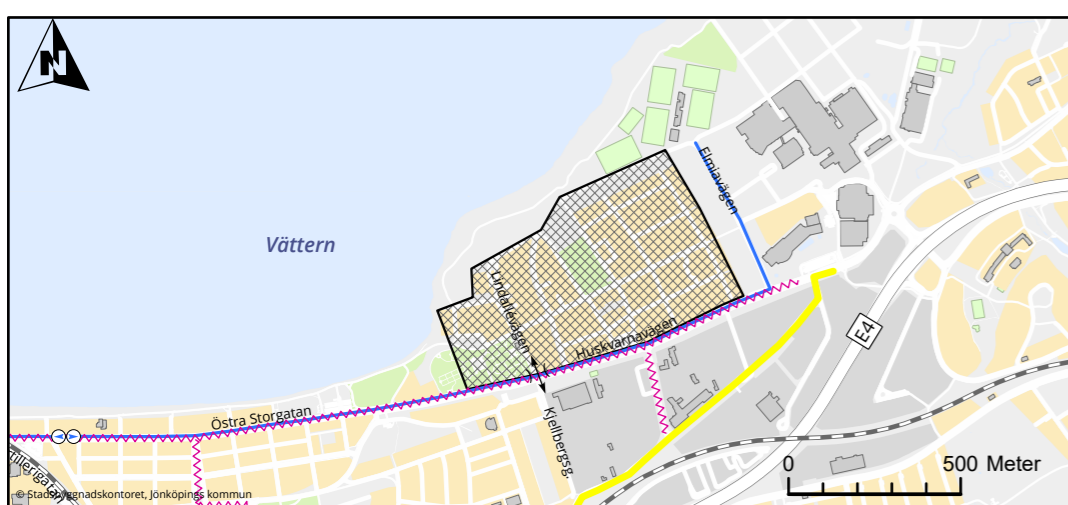 N
Elmiavägen
Vättern
Lindallévägen
Huskvarnavägen
E4
Östra Storgatan
Kjellbergsg.
0 500 Meter
© Stadsbyggnadskontoret, Jönköpings kommun